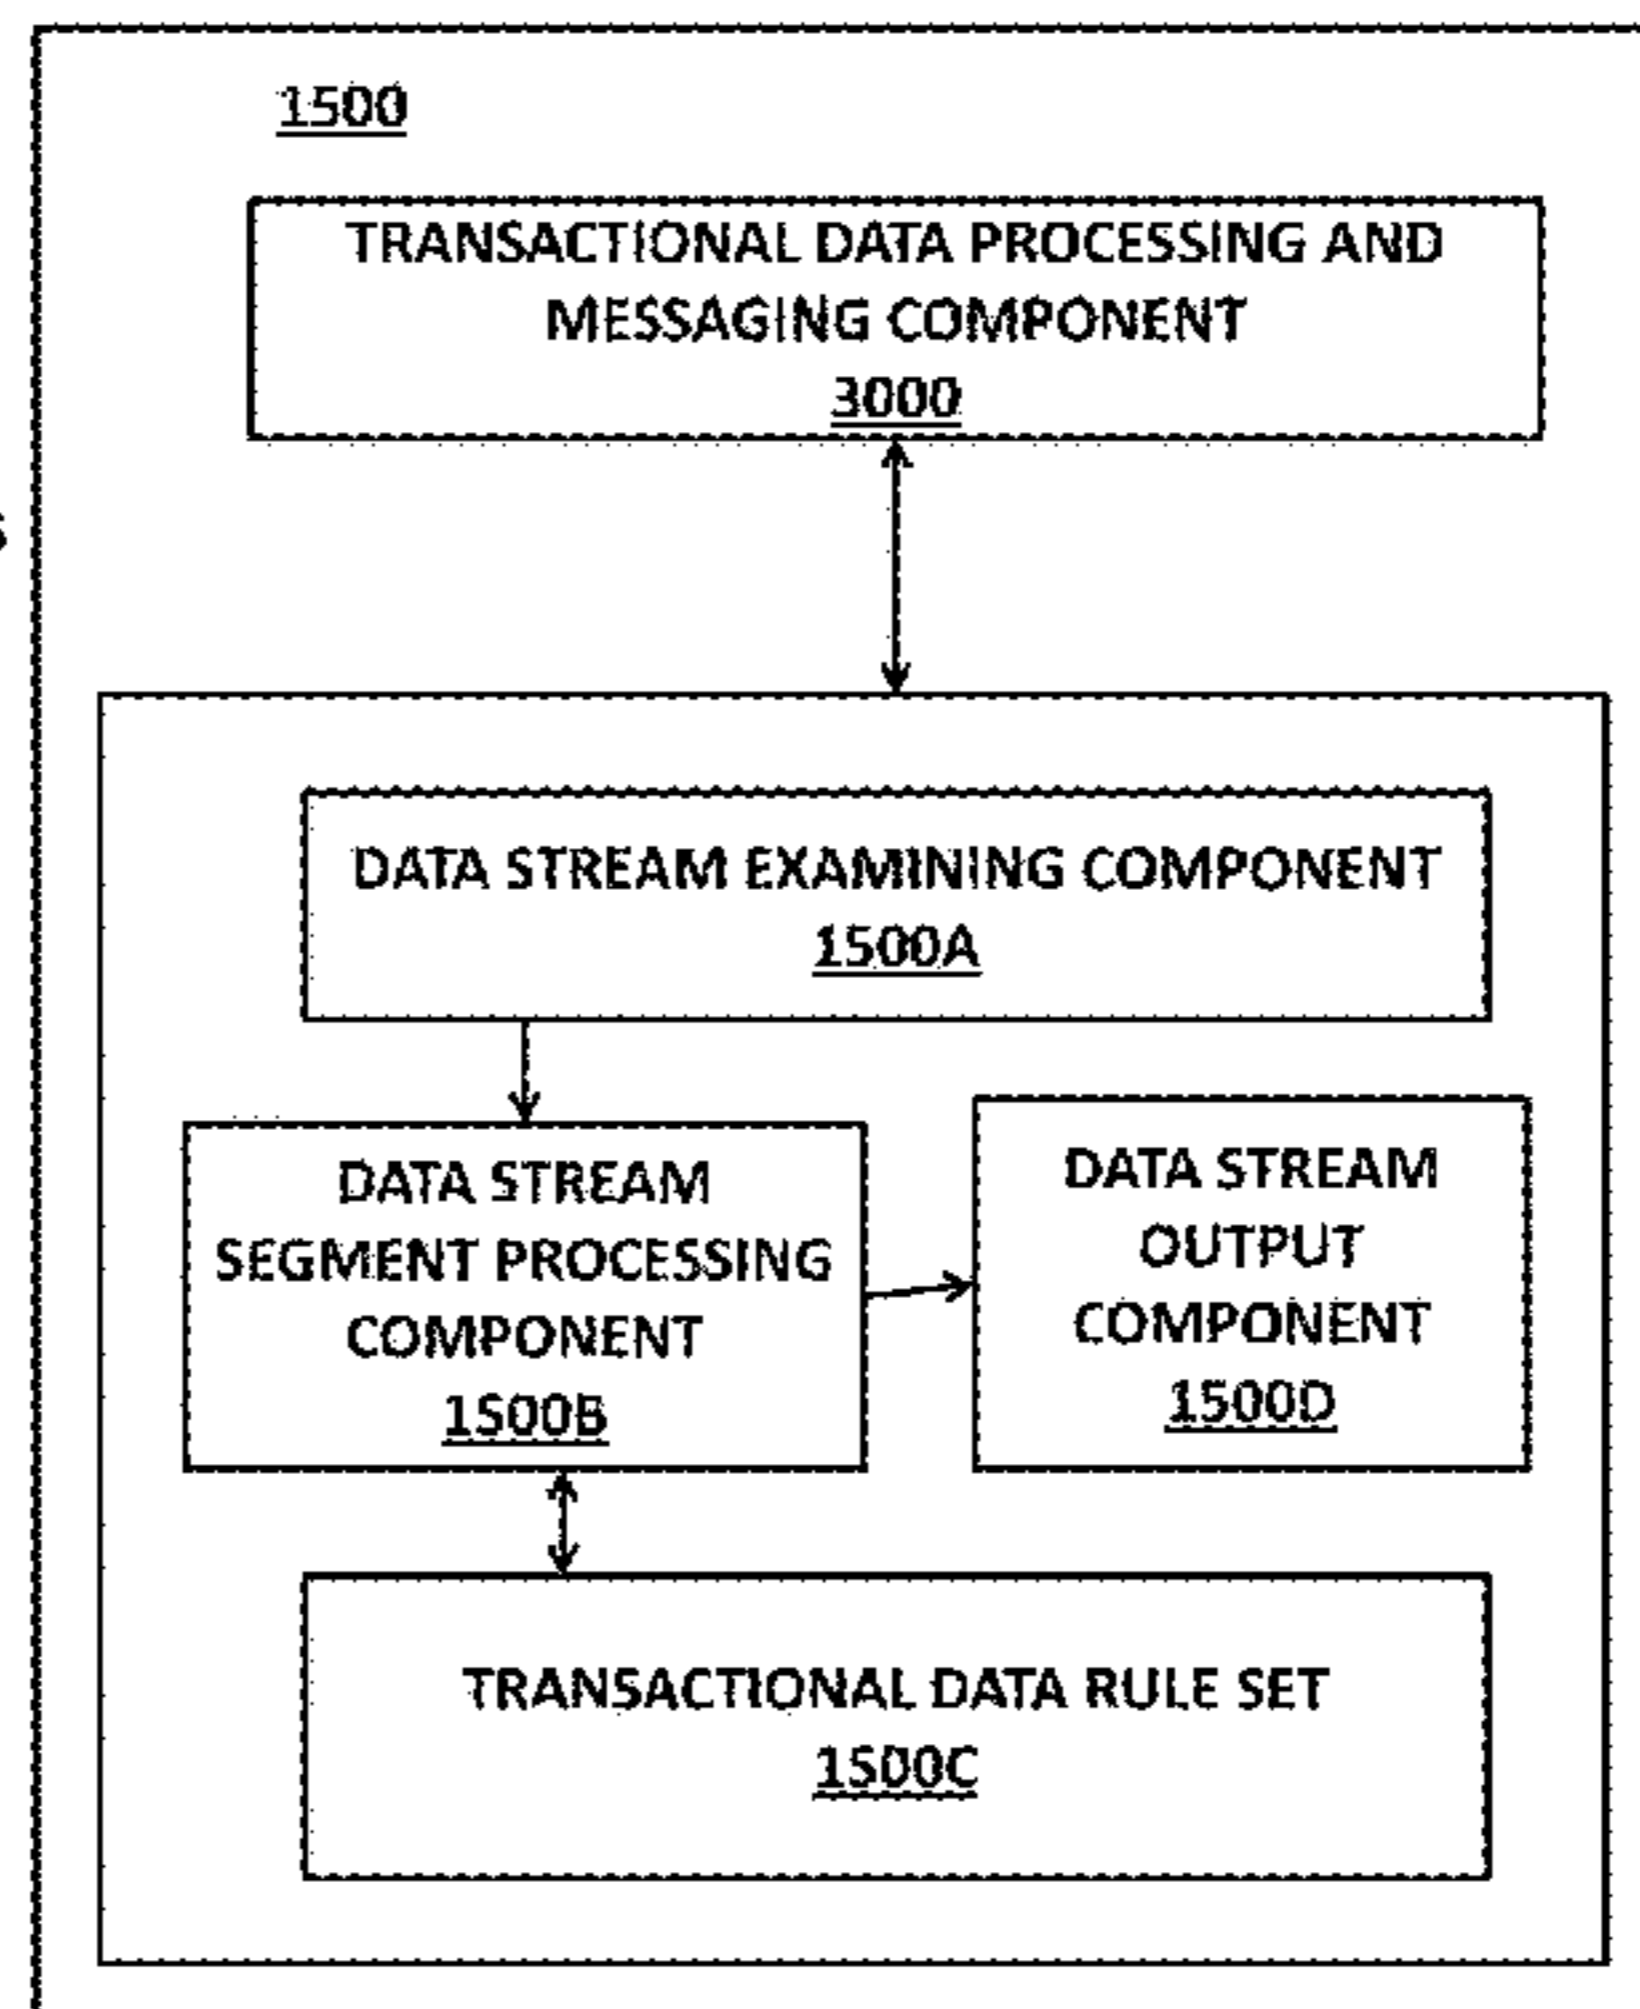 1500
TRANSACTIONAL DATA PROCESSING AND
MESSAGING COMPONENT
3000
DATA STREAM EXAMINING COMPONENT
1500A
DATA STREAM
SEGMENT PROCESSING
COMPONENT
1500B
DATA STREAM
OUTPUT
COMPONENT
1500D
TRANSACTIONAL DATA RULE SET
1500C